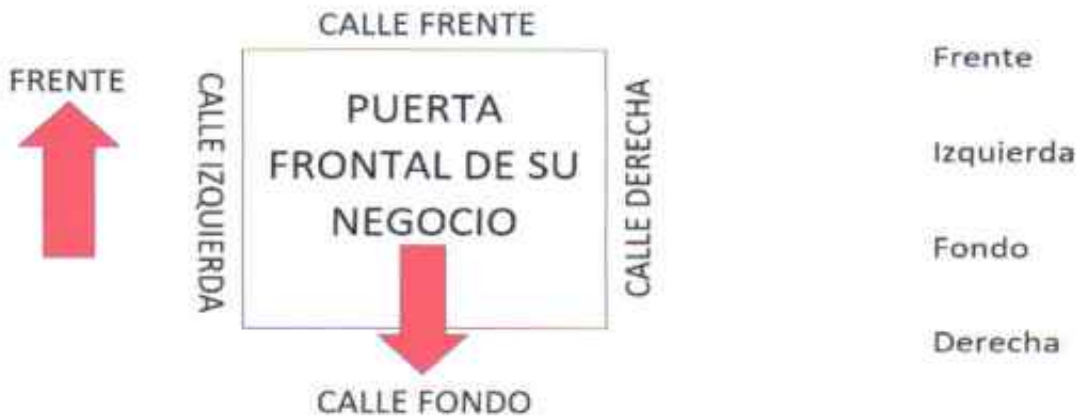 CALLE FRENTE
FRENTE
CALLE IZQUIERDA
PUERTA
FRONTAL DE SU
NEGOCIO
CALLE DERECHA
CALLE FONDO
Frente
Izquierda
Fondo
Derecha